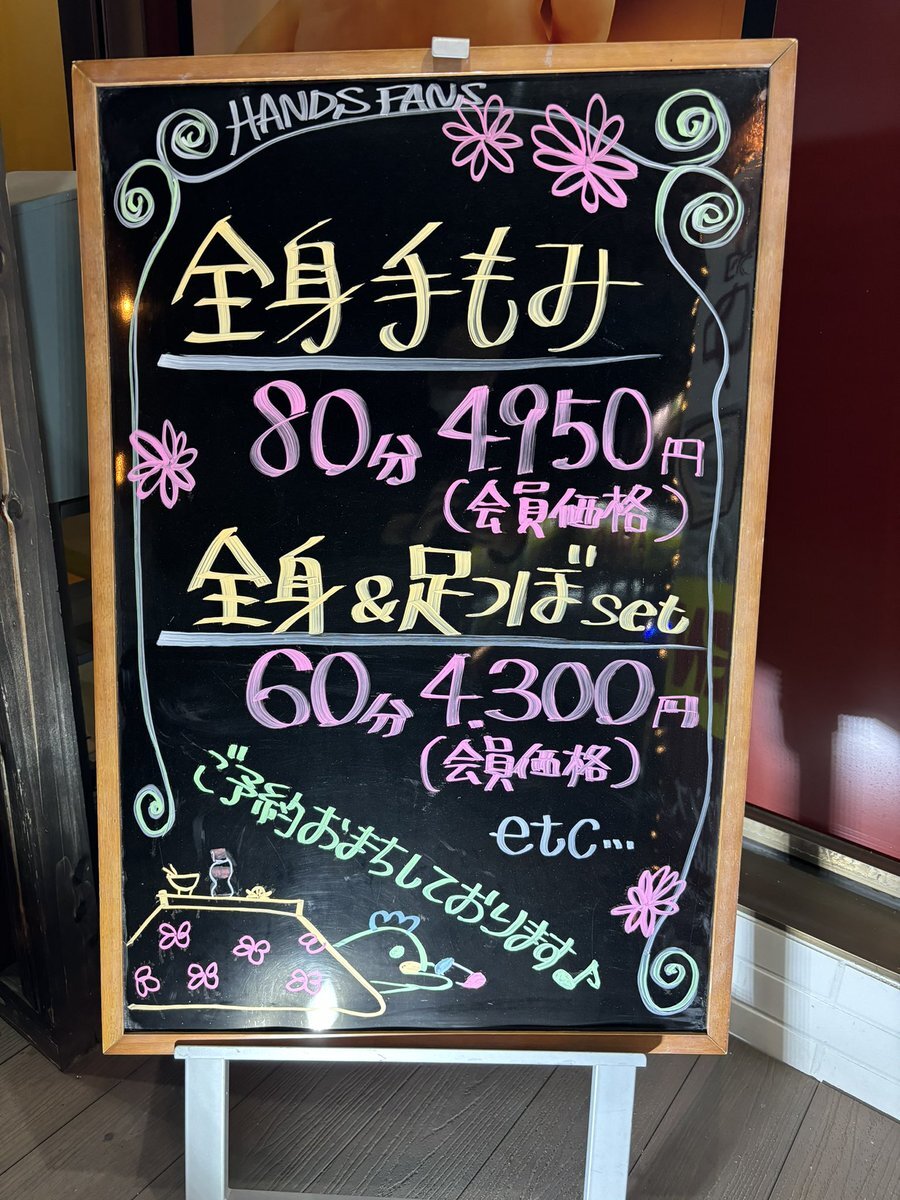 HANDS FANS
全身手もみ
80分 4950円
(会員価格)
全身&足つぼset
60分 4,300円
(会員価格)
etc...
ご予約おまちしております♪